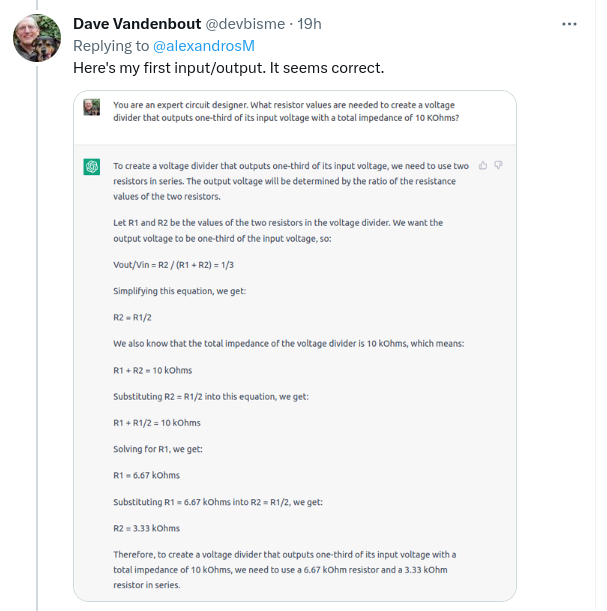 Dave Vandenbout @devbisme · 19h
Replying to @alexandrosM
Here's my first input/output. It seems correct.
You are an expert circuit designer. What resistor values are needed to create a voltage
divider that outputs one-third of its input voltage with a total impedance of 10 KOhms?
To create a voltage divider that outputs one-third of its input voltage, we need to use two
resistors in series. The output voltage will be determined by the ratio of the resistance
values of the two resistors.
Let R1 and R2 be the values of the two resistors in the voltage divider. We want the
output voltage to be one-third of the input voltage, so:
Vout/Vin = R2 / (R1 + R2) = 1/3
Simplifying this equation, we get:
R2 = R1/2
We also know that the total impedance of the voltage divider is 10 kOhms, which means:
R1 + R2 = 10 kOhms
Substituting R2 = R1/2 into this equation, we get:
R1 + R1/2 = 10 kOhms
Solving for R1, we get:
R1 = 6.67 kOhms
Substituting R1 = 6.67 kOhms into R2 = R1/2, we get:
R2 = 3.33 kOhms
Therefore, to create a voltage divider that outputs one-third of its input voltage with a
total impedance of 10 kOhms, we need to use a 6.67 kOhm resistor and a 3.33 kOhm
resistor in series.